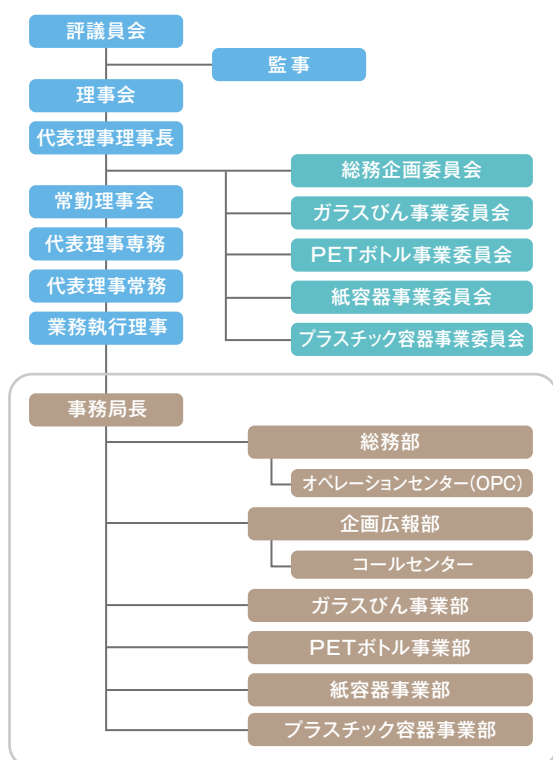 評議員会
監事
理事会
代表理事理事長
総務企画委員会
常勤理事会
ガラスびん事業委員会
代表理事専務
PETボトル事業委員会
代表理事常務
紙容器事業委員会
業務執行理事
プラスチック容器事業委員会
事務局長
総務部
オペレーションセンター(OPC)
企画広報部
コールセンター
ガラスびん事業部
PETボトル事業部
紙容器事業部
プラスチック容器事業部